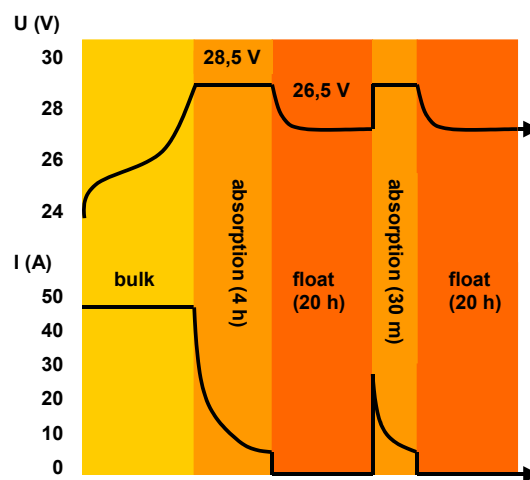 U (V)
30
28
26
24
28,5 V
26,5 V
I (A)
50
40
30
20
10
0
bulk
absorption (4 h)
float
(20 h)
absorption (30 m)
float
(20 h)